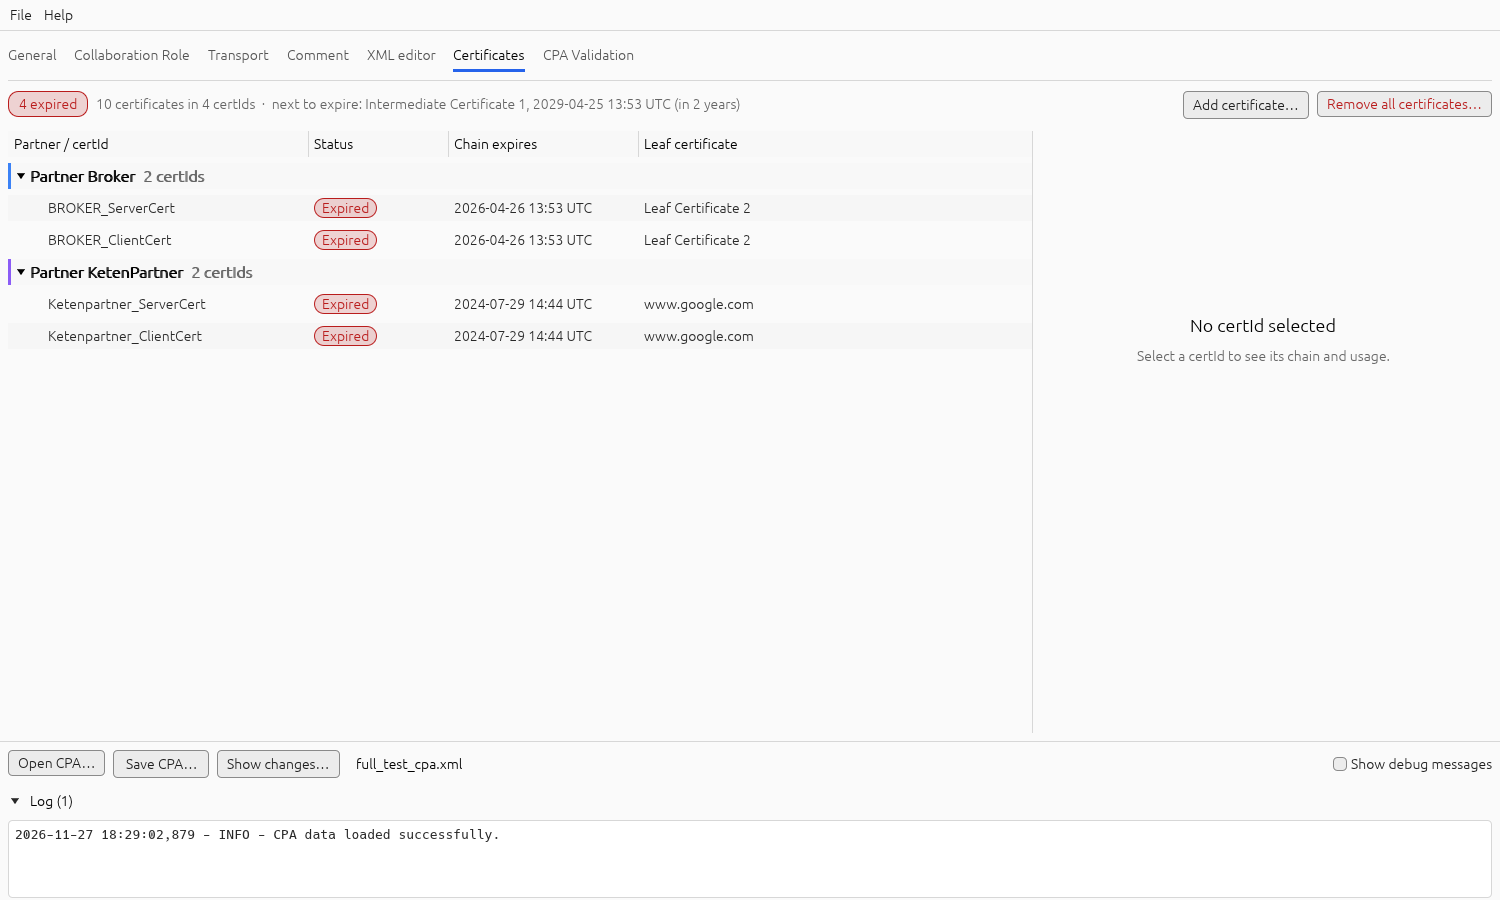 File Help
General Collaboration Role Transport Comment XML editor Certificates CPA Validation
4 expired 10 certificates in 4 certIds · next to expire: Intermediate Certificate 1, 2029-04-25 13:53 UTC (in 2 years) Add certificate... Remove all certificates...
Partner / certId Status Chain expires Leaf certificate
Partner Broker 2 certIds
BROKER_ServerCert Expired 2026-04-26 13:53 UTC Leaf Certificate 2
BROKER_ClientCert Expired 2026-04-26 13:53 UTC Leaf Certificate 2
Partner KetenPartner 2 certIds
Ketenpartner_ServerCert Expired 2024-07-29 14:44 UTC www.google.com
Ketenpartner_ClientCert Expired 2024-07-29 14:44 UTC www.google.com
No certId selected
Select a certId to see its chain and usage.
Open CPA... Save CPA... Show changes... full_test_cpa.xml Show debug messages
Log (1)
2026-11-27 18:29:02,879 - INFO - CPA data loaded successfully.